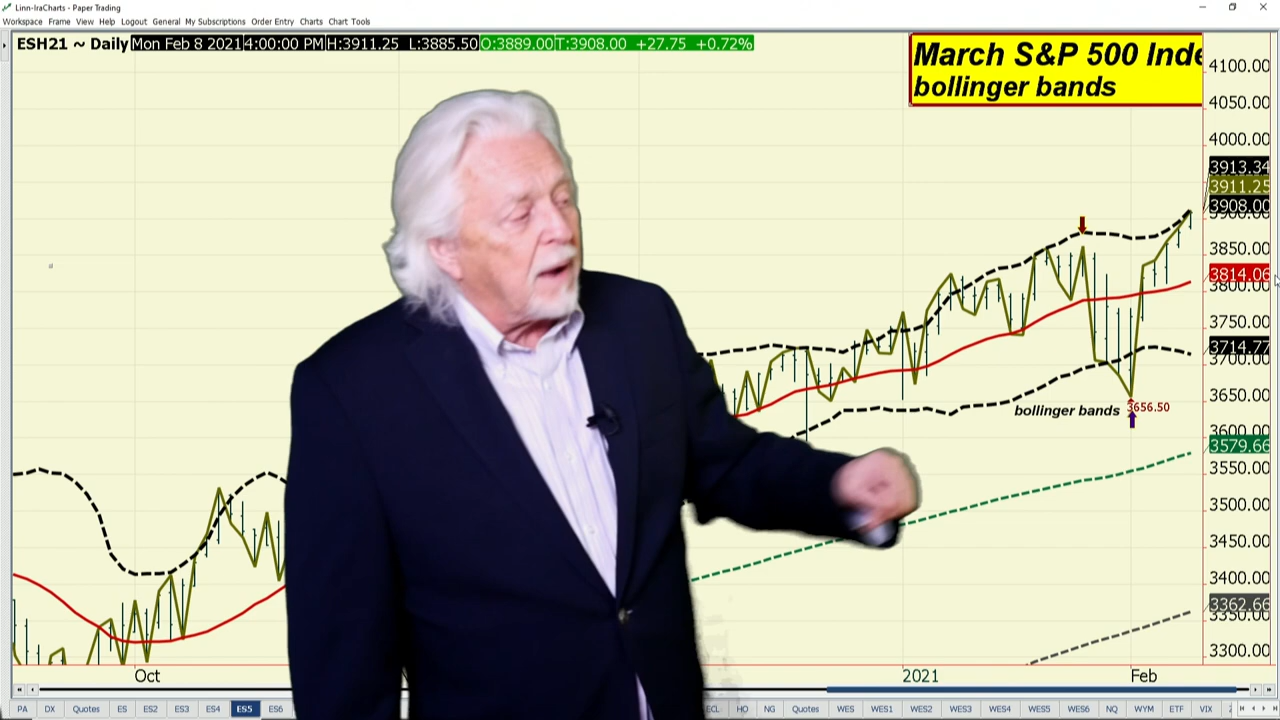 Linn-IraCharts - Paper Trading
Workspace Frame View Help Logout General My Subscriptions Order Entry Charts Chart Tools
ESH21 ~ Daily Mon Feb 8 2021 4:00:00 PM H:3911.25 L:3885.50 O:3889.00 T:3908.00 +27.75 +0.72%
March S&P 500 Inde
bollinger bands
4100.00
4050.00
4000.00
3913.34
3911.25
3908.00
3850.00
3814.06
3800.00
3750.00
3714.77
3700.00
3650.00
bollinger bands 3656.50
3600.00
3579.66
3550.00
3500.00
3450.00
3400.00
3362.66
3350.00
3300.00
Oct 2021 Feb
PA DX Quotes ES ES2 ES3 ES4 ES5 ES6 ECL HO NG Quotes WES WES1 WES2 WES3 WES4 WES5 WES6 NQ WYM ETF VIX